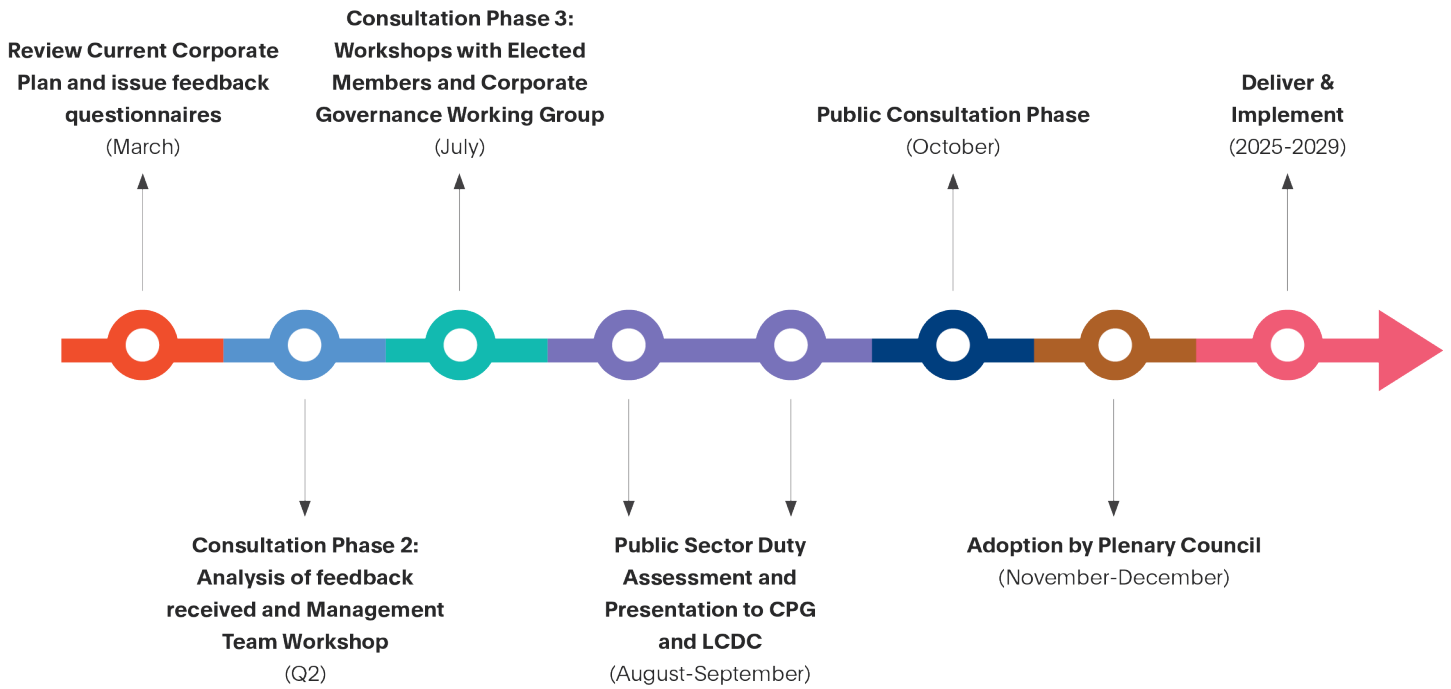 Review Current Corporate
Plan and issue feedback
questionnaires
(March)
Consultation Phase 3:
Workshops with Elected
Members and Corporate
Governance Working Group
(July)
Public Consultation Phase
(October)
Deliver &
Implement
(2025-2029)
Consultation Phase 2:
Analysis of feedback
received and Management
Team Workshop
(Q2)
Public Sector Duty
Assessment and
Presentation to CPG
and LCDC
(August-September)
Adoption by Plenary Council
(November-December)